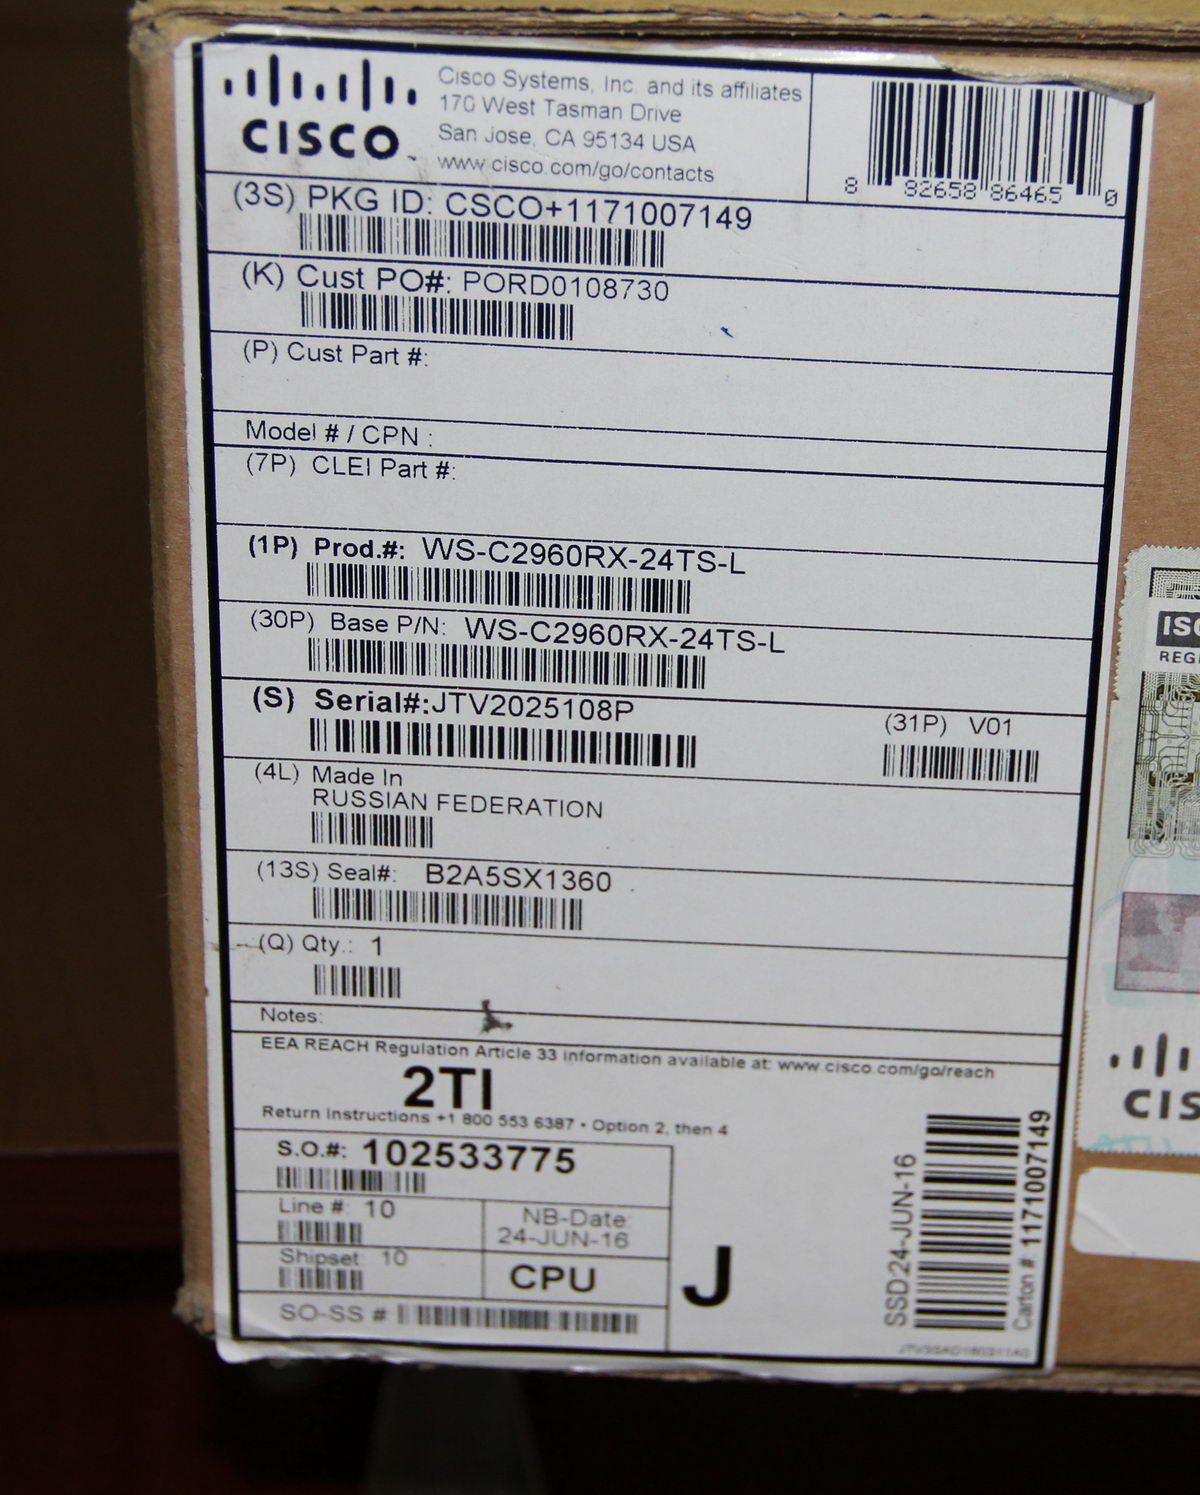 CISCO
Cisco Systems, Inc. and its affiliates
170 West Tasman Drive
San Jose, CA 95134 USA
www.cisco.com/go/contacts
8 82658 86465 0
(3S) PKG ID: CSCO+1171007149
(K) Cust PO#: PORD0108730
(P) Cust Part #:
Model # / CPN :
(7P) CLEI Part #:
(1P) Prod.#: WS-C2960RX-24TS-L
(30P) Base P/N: WS-C2960RX-24TS-L
(S) Serial#:JTV2025108P
(31P) V01
(4L) Made In
RUSSIAN FEDERATION
(13S) Seal#: B2A5SX1360
(Q) Qty.: 1
Notes:
EEA REACH Regulation Article 33 information available at: www.cisco.com/go/reach
2TI
Return Instructions +1 800 553 6387 • Option 2, then 4
S.O.#: 102533775
Line #: 10
NB-Date:
24-JUN-16
Shipset: 10
CPU
SO-SS #
J
SSD24-JUN-16
Carton # 1171007149